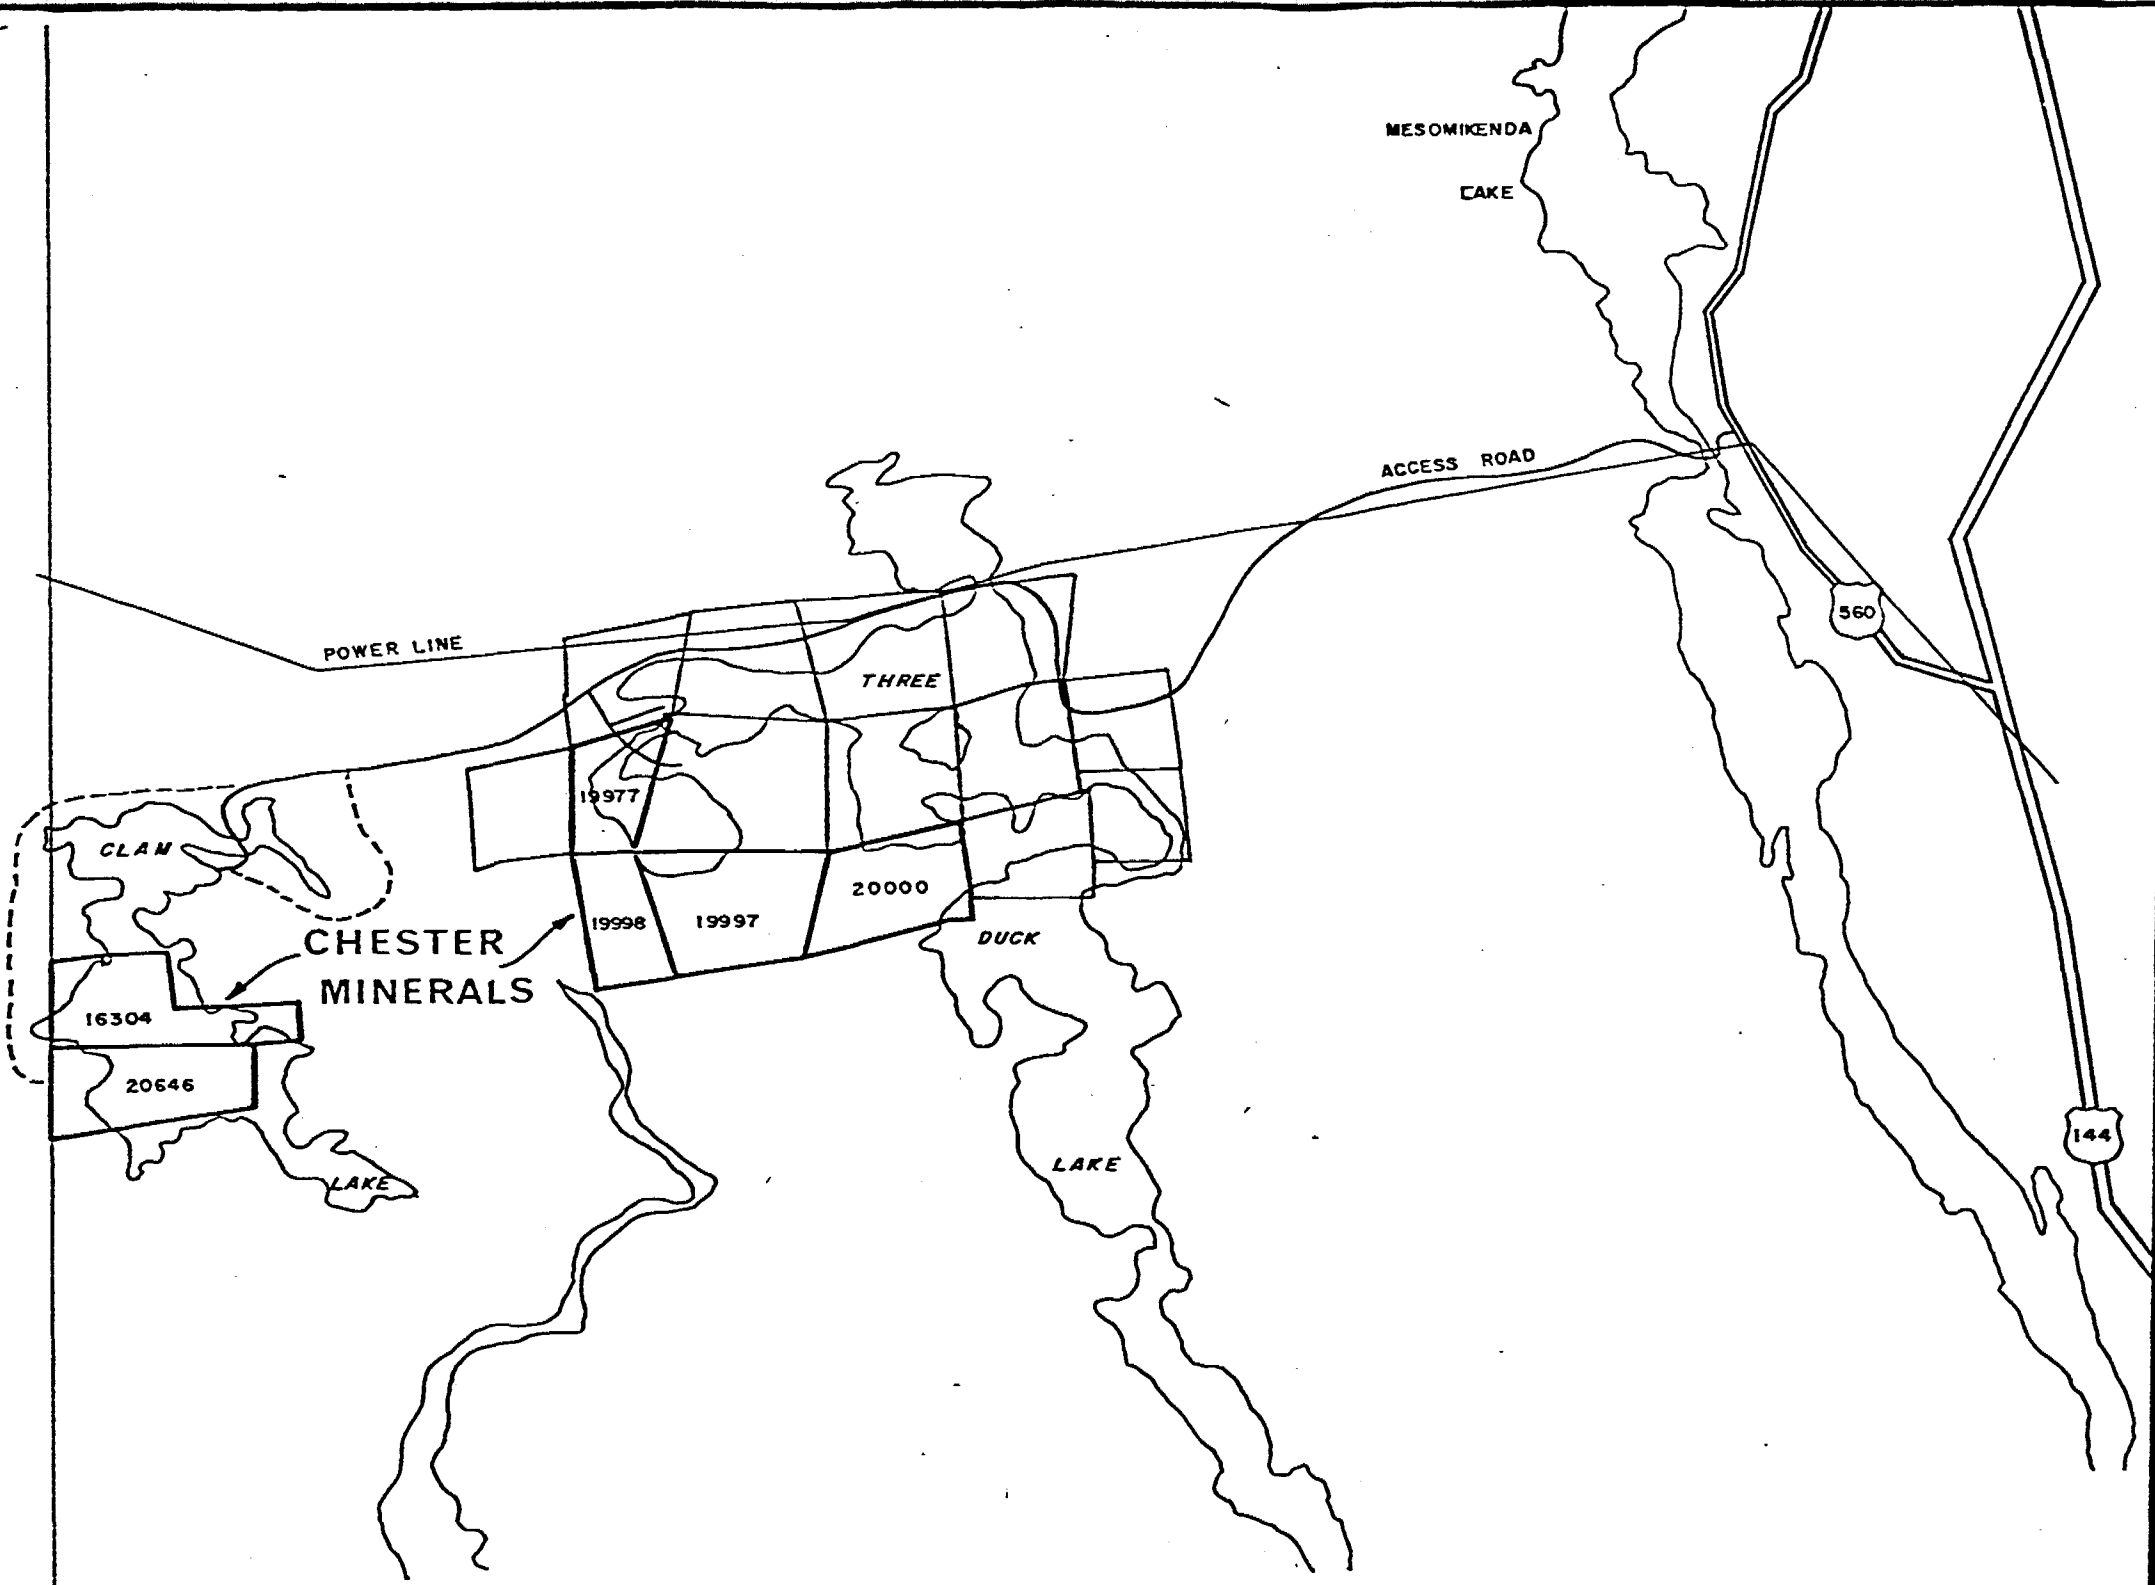 MESOMIKENDA
LAKE
ACCESS ROAD
560
POWER LINE
THREE
19977
CLAM
20000
CHESTER
MINERALS
19998
19997
DUCK
16304
20646
144
LAKE
LAKE